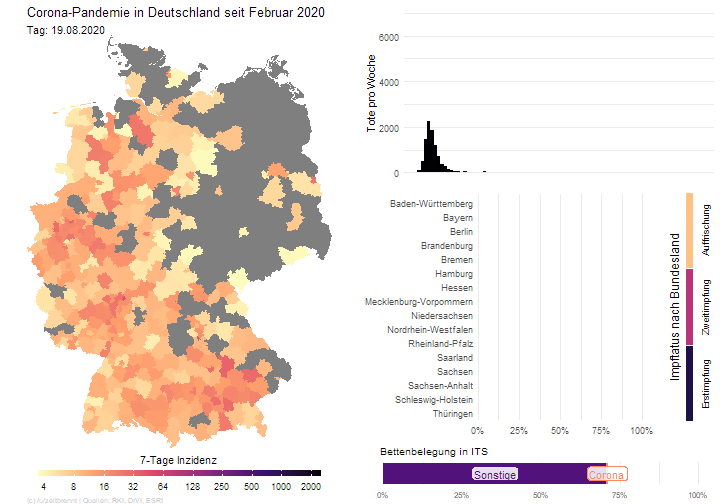 Corona-Pandemie in Deutschland seit Februar 2020
Tag: 19.08.2020
7-Tage Inzidenz
4 8 16 32 64 128 256 500 1000 2000
(c) /u/zeitbrennt | Quellen: RKI, DIVI, ESRI
Tote pro Woche
6000
4000
2000
0
Baden-Württemberg
Bayern
Berlin
Brandenburg
Bremen
Hamburg
Hessen
Mecklenburg-Vorpommern
Niedersachsen
Nordrhein-Westfalen
Rheinland-Pfalz
Saarland
Sachsen
Sachsen-Anhalt
Schleswig-Holstein
Thüringen
0% 25% 50% 75% 100%
Impfstatus nach Bundesland
Auffrischung
Zweitimpfung
Erstimpfung
Bettenbelegung in ITS
Sonstige
Corona
0% 25% 50% 75% 100%